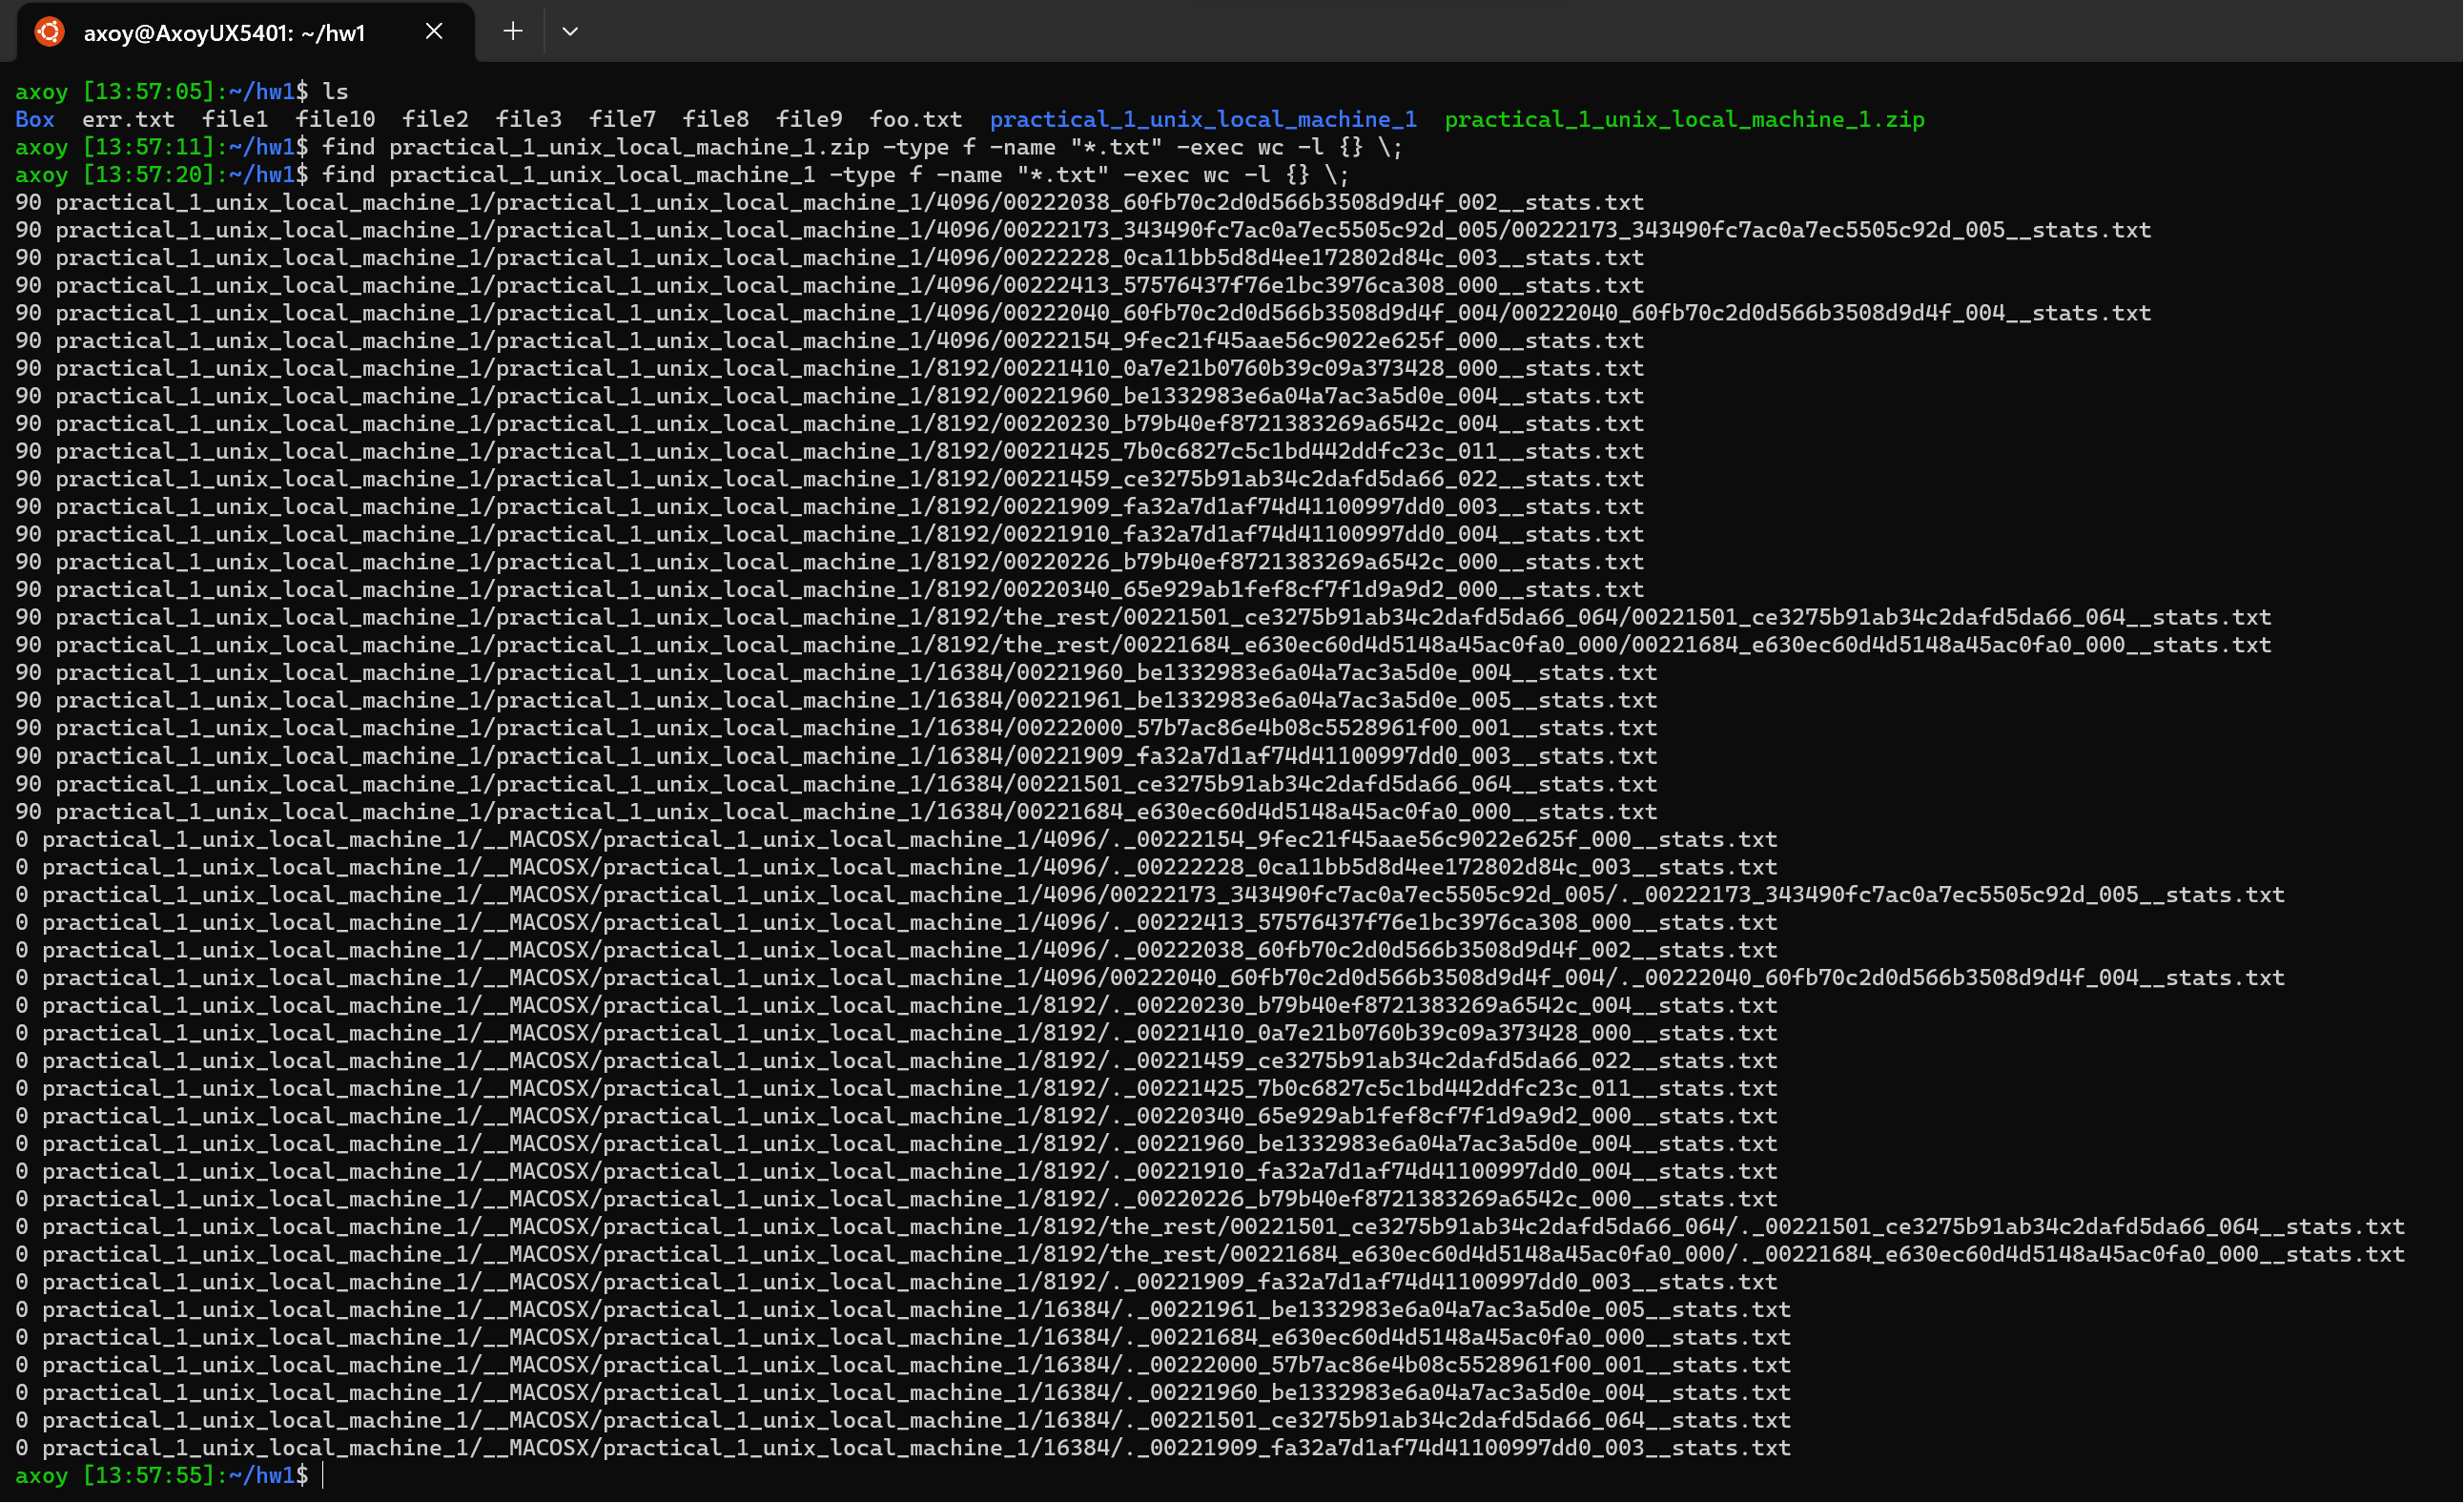 axoy@AxoyUX5401: ~/hw1
axoy [13:57:05]:~/hw1$ ls
Box err.txt file1 file10 file2 file3 file7 file8 file9 foo.txt practical_1_unix_local_machine_1 practical_1_unix_local_machine_1.zip
axoy [13:57:11]:~/hw1$ find practical_1_unix_local_machine_1.zip -type f -name "*.txt" -exec wc -l {} \;
axoy [13:57:20]:~/hw1$ find practical_1_unix_local_machine_1 -type f -name "*.txt" -exec wc -l {} \;
90 practical_1_unix_local_machine_1/practical_1_unix_local_machine_1/4096/00222038_60fb70c2d0d566b3508d9d4f_002__stats.txt
90 practical_1_unix_local_machine_1/practical_1_unix_local_machine_1/4096/00222173_343490fc7ac0a7ec5505c92d_005/00222173_343490fc7ac0a7ec5505c92d_005__stats.txt
90 practical_1_unix_local_machine_1/practical_1_unix_local_machine_1/4096/00222228_0ca11bb5d8d4ee172802d84c_003__stats.txt
90 practical_1_unix_local_machine_1/practical_1_unix_local_machine_1/4096/00222413_57576437f76e1bc3976ca308_000__stats.txt
90 practical_1_unix_local_machine_1/practical_1_unix_local_machine_1/4096/00222040_60fb70c2d0d566b3508d9d4f_004/00222040_60fb70c2d0d566b3508d9d4f_004__stats.txt
90 practical_1_unix_local_machine_1/practical_1_unix_local_machine_1/4096/00222154_9fec21f45aae56c9022e625f_000__stats.txt
90 practical_1_unix_local_machine_1/practical_1_unix_local_machine_1/8192/00221410_0a7e21b0760b39c09a373428_000__stats.txt
90 practical_1_unix_local_machine_1/practical_1_unix_local_machine_1/8192/00221960_be1332983e6a04a7ac3a5d0e_004__stats.txt
90 practical_1_unix_local_machine_1/practical_1_unix_local_machine_1/8192/00220230_b79b40ef8721383269a6542c_004__stats.txt
90 practical_1_unix_local_machine_1/practical_1_unix_local_machine_1/8192/00221425_7b0c6827c5c1bd442ddfc23c_011__stats.txt
90 practical_1_unix_local_machine_1/practical_1_unix_local_machine_1/8192/00221459_ce3275b91ab34c2dafd5da66_022__stats.txt
90 practical_1_unix_local_machine_1/practical_1_unix_local_machine_1/8192/00221909_fa32a7d1af74d41100997dd0_003__stats.txt
90 practical_1_unix_local_machine_1/practical_1_unix_local_machine_1/8192/00221910_fa32a7d1af74d41100997dd0_004__stats.txt
90 practical_1_unix_local_machine_1/practical_1_unix_local_machine_1/8192/00220226_b79b40ef8721383269a6542c_000__stats.txt
90 practical_1_unix_local_machine_1/practical_1_unix_local_machine_1/8192/00220340_65e929ab1fef8cf7f1d9a9d2_000__stats.txt
90 practical_1_unix_local_machine_1/practical_1_unix_local_machine_1/8192/the_rest/00221501_ce3275b91ab34c2dafd5da66_064/00221501_ce3275b91ab34c2dafd5da66_064__stats.txt
90 practical_1_unix_local_machine_1/practical_1_unix_local_machine_1/8192/the_rest/00221684_e630ec60d4d5148a45ac0fa0_000/00221684_e630ec60d4d5148a45ac0fa0_000__stats.txt
90 practical_1_unix_local_machine_1/practical_1_unix_local_machine_1/16384/00221960_be1332983e6a04a7ac3a5d0e_004__stats.txt
90 practical_1_unix_local_machine_1/practical_1_unix_local_machine_1/16384/00221961_be1332983e6a04a7ac3a5d0e_005__stats.txt
90 practical_1_unix_local_machine_1/practical_1_unix_local_machine_1/16384/00222000_57b7ac86e4b08c5528961f00_001__stats.txt
90 practical_1_unix_local_machine_1/practical_1_unix_local_machine_1/16384/00221909_fa32a7d1af74d41100997dd0_003__stats.txt
90 practical_1_unix_local_machine_1/practical_1_unix_local_machine_1/16384/00221501_ce3275b91ab34c2dafd5da66_064__stats.txt
90 practical_1_unix_local_machine_1/practical_1_unix_local_machine_1/16384/00221684_e630ec60d4d5148a45ac0fa0_000__stats.txt
0 practical_1_unix_local_machine_1/__MACOSX/practical_1_unix_local_machine_1/4096/._00222154_9fec21f45aae56c9022e625f_000__stats.txt
0 practical_1_unix_local_machine_1/__MACOSX/practical_1_unix_local_machine_1/4096/._00222228_0ca11bb5d8d4ee172802d84c_003__stats.txt
0 practical_1_unix_local_machine_1/__MACOSX/practical_1_unix_local_machine_1/4096/00222173_343490fc7ac0a7ec5505c92d_005/._00222173_343490fc7ac0a7ec5505c92d_005__stats.txt
0 practical_1_unix_local_machine_1/__MACOSX/practical_1_unix_local_machine_1/4096/._00222413_57576437f76e1bc3976ca308_000__stats.txt
0 practical_1_unix_local_machine_1/__MACOSX/practical_1_unix_local_machine_1/4096/._00222038_60fb70c2d0d566b3508d9d4f_002__stats.txt
0 practical_1_unix_local_machine_1/__MACOSX/practical_1_unix_local_machine_1/4096/00222040_60fb70c2d0d566b3508d9d4f_004/._00222040_60fb70c2d0d566b3508d9d4f_004__stats.txt
0 practical_1_unix_local_machine_1/__MACOSX/practical_1_unix_local_machine_1/8192/._00220230_b79b40ef8721383269a6542c_004__stats.txt
0 practical_1_unix_local_machine_1/__MACOSX/practical_1_unix_local_machine_1/8192/._00221410_0a7e21b0760b39c09a373428_000__stats.txt
0 practical_1_unix_local_machine_1/__MACOSX/practical_1_unix_local_machine_1/8192/._00221459_ce3275b91ab34c2dafd5da66_022__stats.txt
0 practical_1_unix_local_machine_1/__MACOSX/practical_1_unix_local_machine_1/8192/._00221425_7b0c6827c5c1bd442ddfc23c_011__stats.txt
0 practical_1_unix_local_machine_1/__MACOSX/practical_1_unix_local_machine_1/8192/._00220340_65e929ab1fef8cf7f1d9a9d2_000__stats.txt
0 practical_1_unix_local_machine_1/__MACOSX/practical_1_unix_local_machine_1/8192/._00221960_be1332983e6a04a7ac3a5d0e_004__stats.txt
0 practical_1_unix_local_machine_1/__MACOSX/practical_1_unix_local_machine_1/8192/._00221910_fa32a7d1af74d41100997dd0_004__stats.txt
0 practical_1_unix_local_machine_1/__MACOSX/practical_1_unix_local_machine_1/8192/._00220226_b79b40ef8721383269a6542c_000__stats.txt
0 practical_1_unix_local_machine_1/__MACOSX/practical_1_unix_local_machine_1/8192/the_rest/00221501_ce3275b91ab34c2dafd5da66_064/._00221501_ce3275b91ab34c2dafd5da66_064__stats.txt
0 practical_1_unix_local_machine_1/__MACOSX/practical_1_unix_local_machine_1/8192/the_rest/00221684_e630ec60d4d5148a45ac0fa0_000/._00221684_e630ec60d4d5148a45ac0fa0_000__stats.txt
0 practical_1_unix_local_machine_1/__MACOSX/practical_1_unix_local_machine_1/8192/._00221909_fa32a7d1af74d41100997dd0_003__stats.txt
0 practical_1_unix_local_machine_1/__MACOSX/practical_1_unix_local_machine_1/16384/._00221961_be1332983e6a04a7ac3a5d0e_005__stats.txt
0 practical_1_unix_local_machine_1/__MACOSX/practical_1_unix_local_machine_1/16384/._00221684_e630ec60d4d5148a45ac0fa0_000__stats.txt
0 practical_1_unix_local_machine_1/__MACOSX/practical_1_unix_local_machine_1/16384/._00222000_57b7ac86e4b08c5528961f00_001__stats.txt
0 practical_1_unix_local_machine_1/__MACOSX/practical_1_unix_local_machine_1/16384/._00221960_be1332983e6a04a7ac3a5d0e_004__stats.txt
0 practical_1_unix_local_machine_1/__MACOSX/practical_1_unix_local_machine_1/16384/._00221501_ce3275b91ab34c2dafd5da66_064__stats.txt
0 practical_1_unix_local_machine_1/__MACOSX/practical_1_unix_local_machine_1/16384/._00221909_fa32a7d1af74d41100997dd0_003__stats.txt
axoy [13:57:55]:~/hw1$